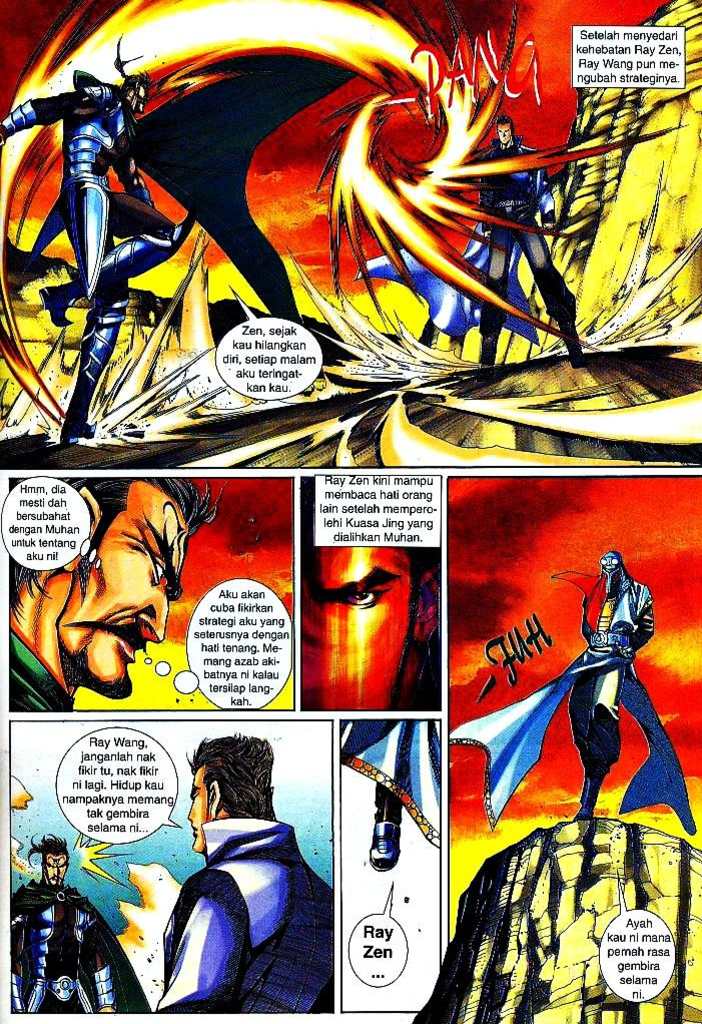 Setelah menyedari
kehebatan Ray Zen,
Ray Wang pun me-
ngubah strateginya.
PANG
Zen, sejak
kau hilangkan
diri, setiap malam
aku teringat-
kan kau.
Hmm, dia
mesti dah
bersubahat
dengan Muhan
untuk tentang
aku ni!
Aku akan
cuba fikirkan
strategi aku yang
seterusnya dengan
hati tenang. Me-
mang azab aki-
batnya ni kalau
tersilap lang-
kah.
Ray Zen kini mampu
membaca hati orang
lain setelah mempero-
lehi Kuasa Jing yang
dialihkan Muhan.
Ray Wang,
janganlah nak
fikir tu, nak fikir
ni lagi. Hidup kau
nampaknya memang
tak gembira
selama ni...
Ray
Zen
...
Ayah
kau ni mana
pernah rasa
gembira
selama
ni.